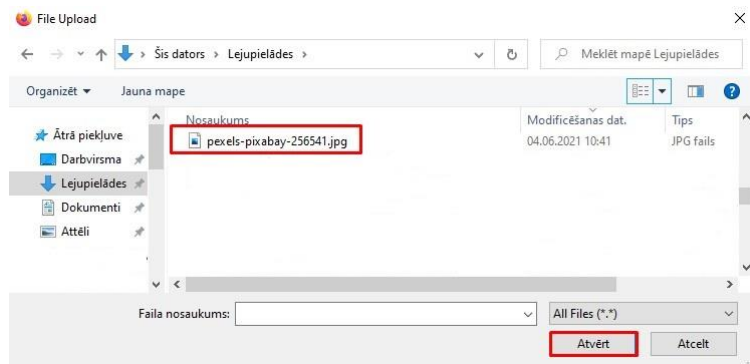 File Upload
Šis dators › Lejupielādes ›
Meklēt mapē Lejupielādes
Organizēt Jauna mape
Nosaukums Modificēšanas dat. Tips
pexels-pixabay-256541.jpg 04.06.2021 10:41 JPG fails
Ātrā piekļuve
Darbvirsma
Lejupielādes
Dokumenti
Attēli
Faila nosaukums: All Files (*.*)
Atvērt Atcelt